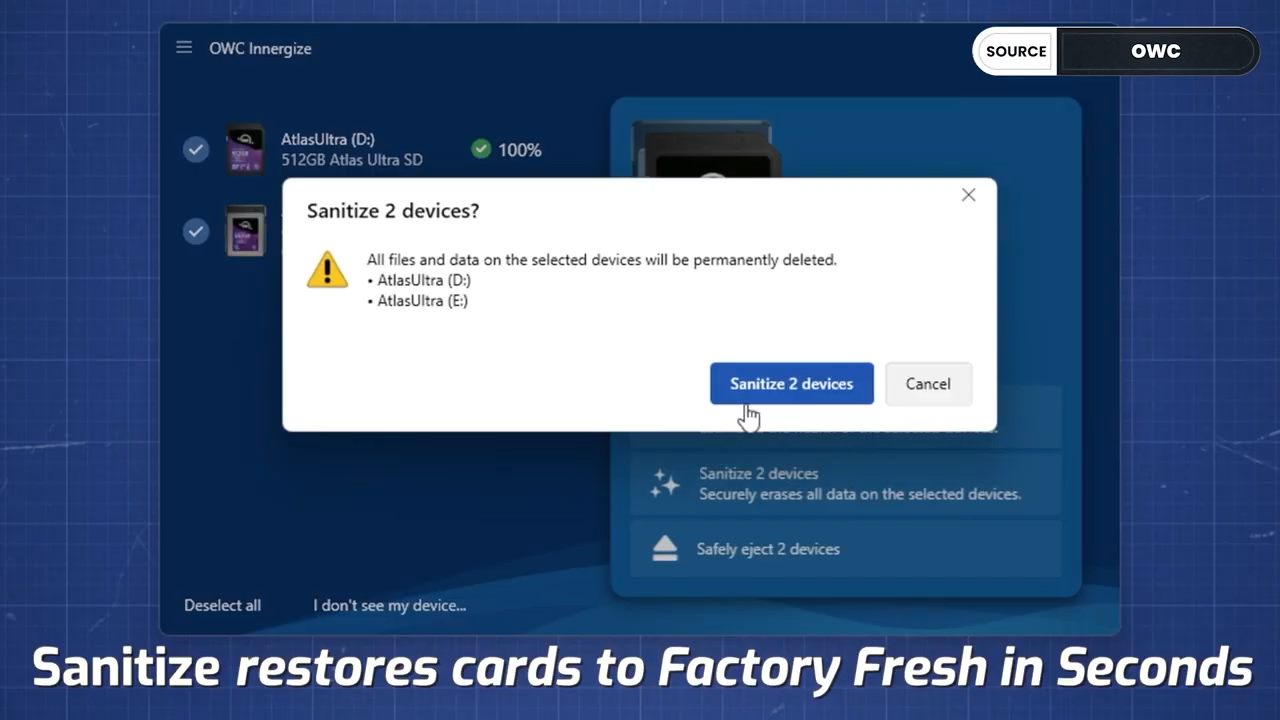 OWC Innergize
SOURCE
OWC
AtlasUltra (D:)
512GB Atlas Ultra SD
100%
Sanitize 2 devices?
All files and data on the selected devices will be permanently deleted.
• AtlasUltra (D:)
• AtlasUltra (E:)
Sanitize 2 devices
Cancel
Sanitize 2 devices
Securely erases all data on the selected devices.
Safely eject 2 devices
Deselect all
I don't see my device...
Sanitize restores cards to Factory Fresh in Seconds